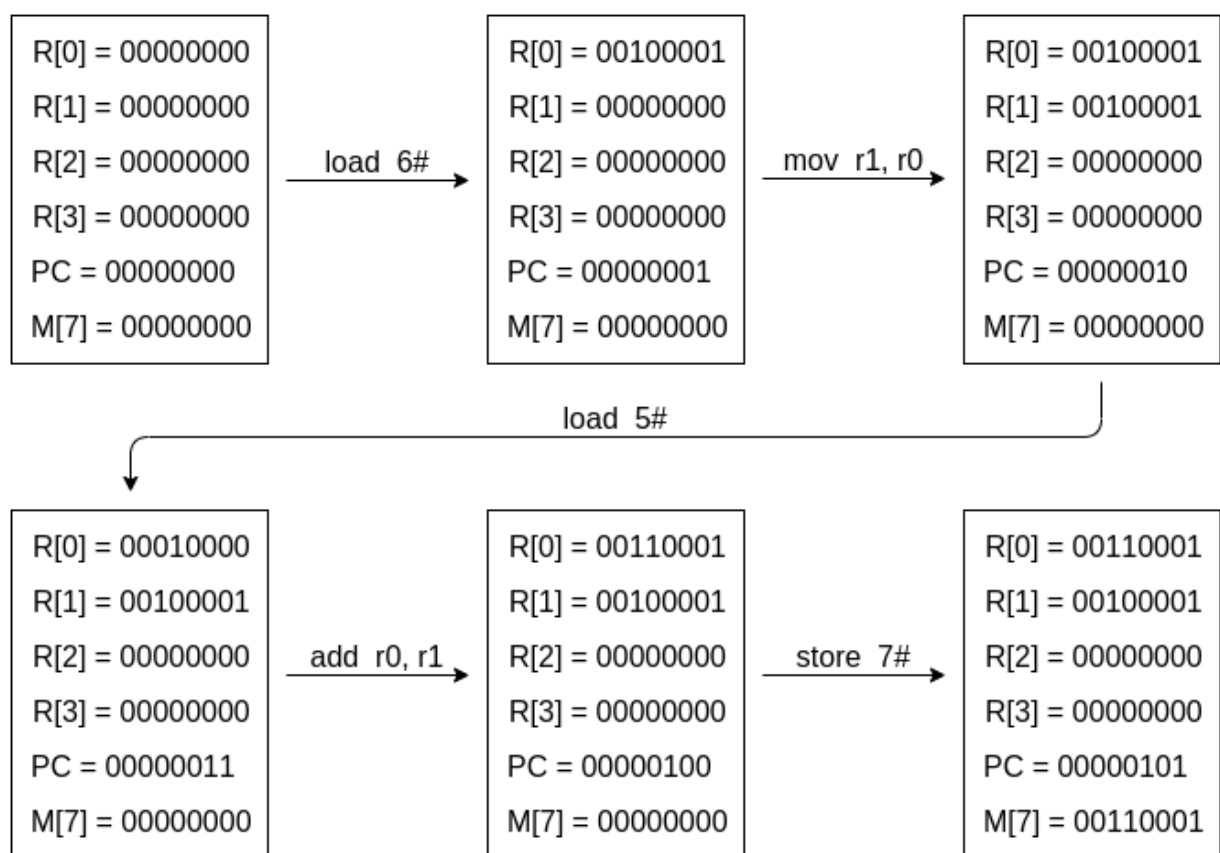 R[0] = 00000000
R[1] = 00000000
R[2] = 00000000
R[3] = 00000000
PC = 00000000
M[7] = 00000000
load 6#
R[0] = 00100001
R[1] = 00000000
R[2] = 00000000
R[3] = 00000000
PC = 00000001
M[7] = 00000000
mov r1, r0
R[0] = 00100001
R[1] = 00100001
R[2] = 00000000
R[3] = 00000000
PC = 00000010
M[7] = 00000000
load 5#
R[0] = 00010000
R[1] = 00100001
R[2] = 00000000
R[3] = 00000000
PC = 00000011
M[7] = 00000000
add r0, r1
R[0] = 00110001
R[1] = 00100001
R[2] = 00000000
R[3] = 00000000
PC = 00000100
M[7] = 00000000
store 7#
R[0] = 00110001
R[1] = 00100001
R[2] = 00000000
R[3] = 00000000
PC = 00000101
M[7] = 00110001